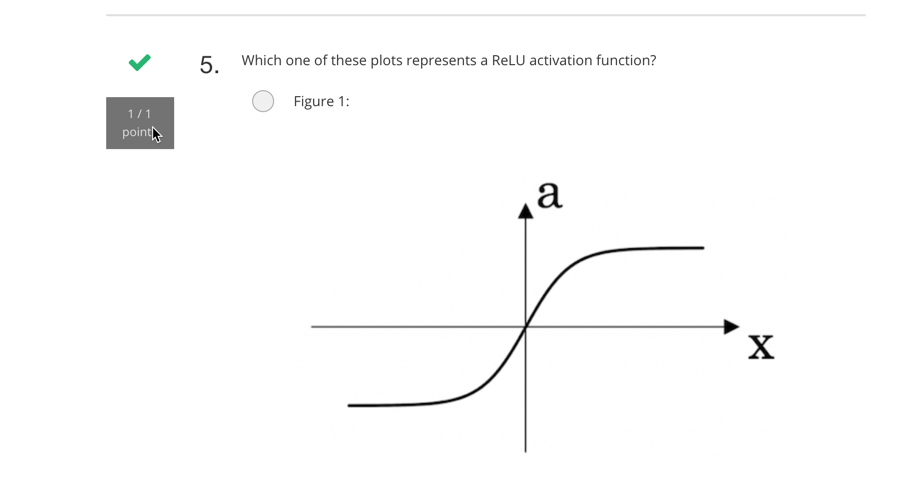 5. Which one of these plots represents a ReLU activation function?
1 / 1
point
Figure 1:
a
x